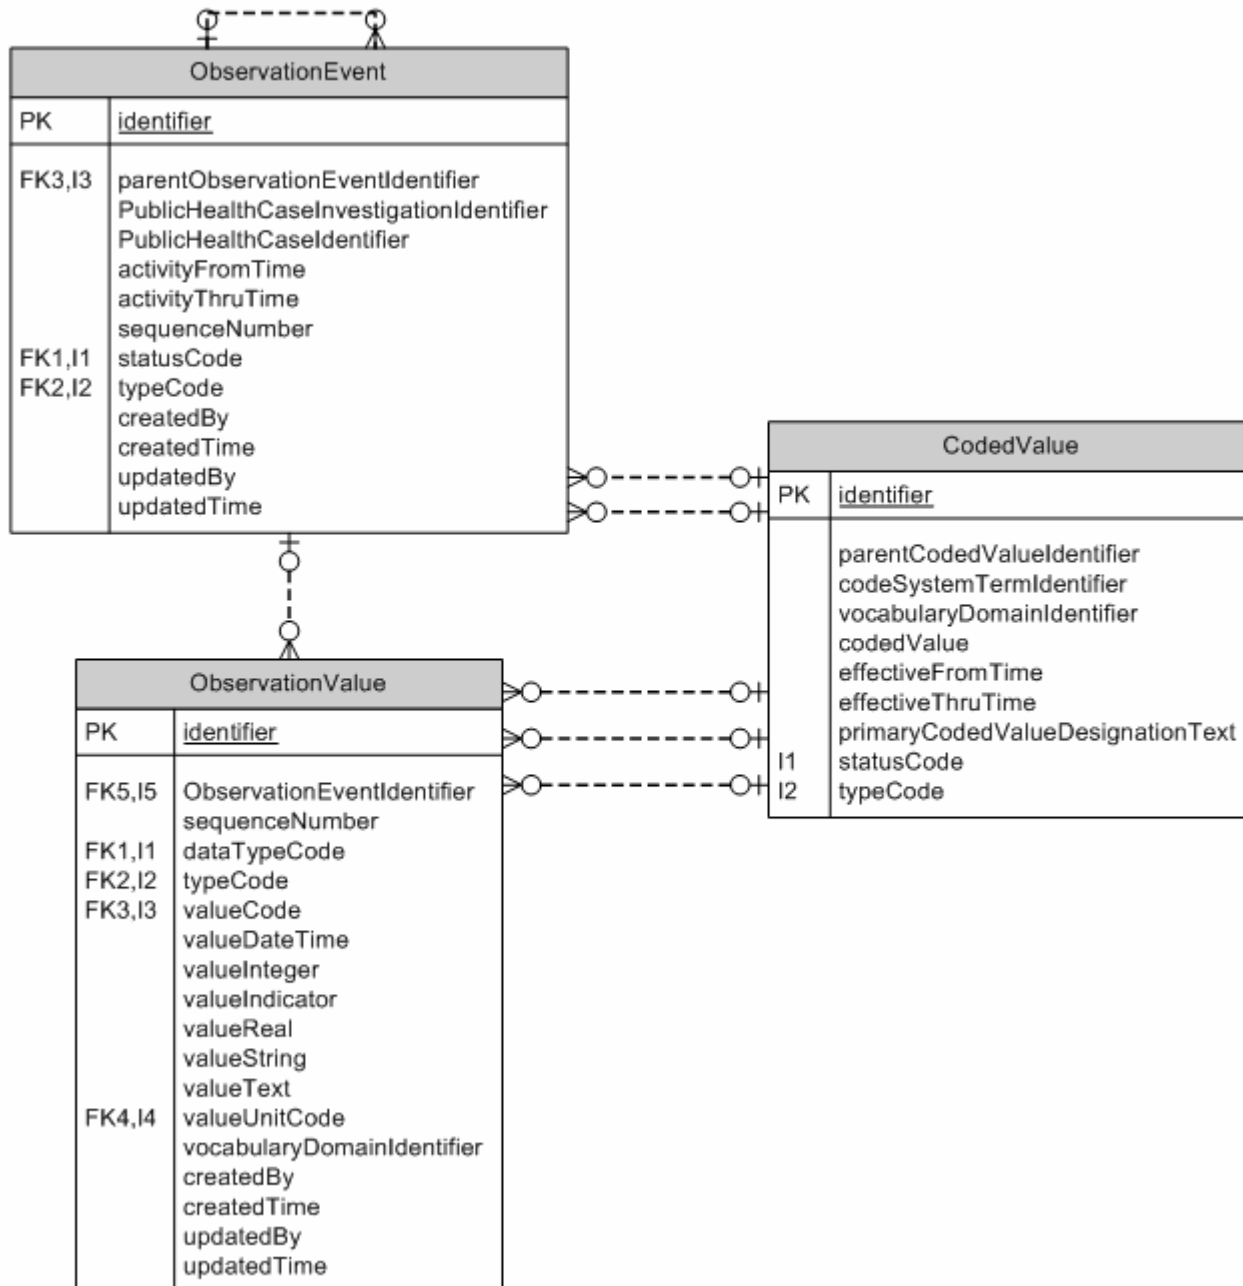 ObservationEvent
PK identifier
FK3,I3 parentObservationEventIdentifier
PublicHealthCaseInvestigationIdentifier
PublicHealthCaseIdentifier
activityFromTime
activityThruTime
sequenceNumber
FK1,I1 statusCode
FK2,I2 typeCode
createdBy
createdTime
updatedBy
updatedTime
CodedValue
PK identifier
parentCodedValueIdentifier
codeSystemTermIdentifier
vocabularyDomainIdentifier
codedValue
effectiveFromTime
effectiveThruTime
primaryCodedValueDesignationText
I1 statusCode
I2 typeCode
ObservationValue
PK identifier
FK5,I5 ObservationEventIdentifier
sequenceNumber
FK1,I1 dataTypeCode
FK2,I2 typeCode
FK3,I3 valueCode
valueDateTime
valueInteger
valueIndicator
valueReal
valueString
valueText
FK4,I4 valueUnitCode
vocabularyDomainIdentifier
createdBy
createdTime
updatedBy
updatedTime